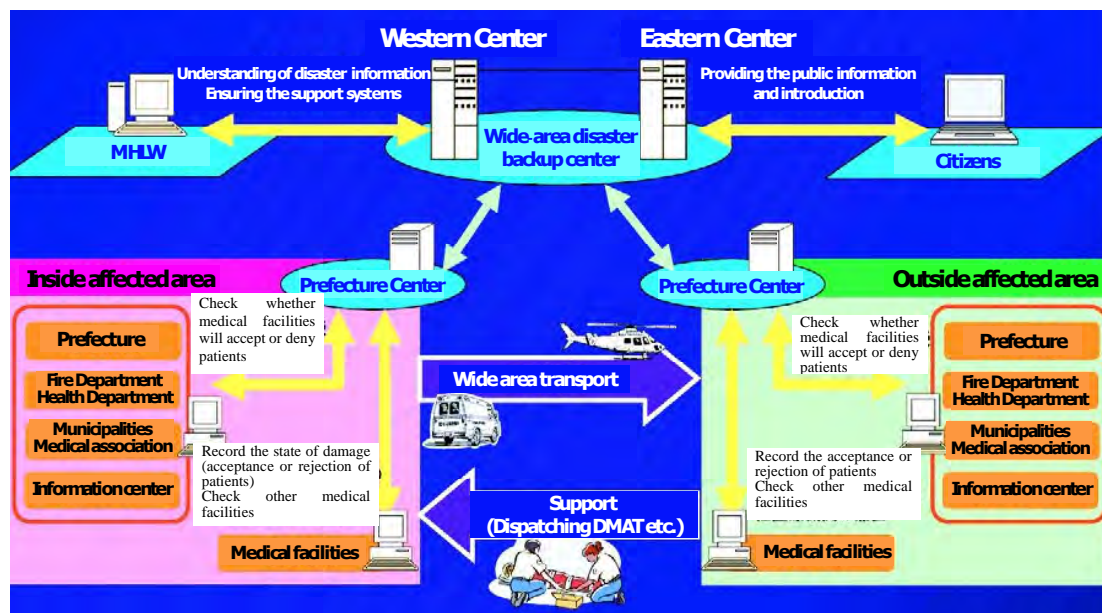 Western Center
Eastern Center
Understanding of disaster information
Ensuring the support systems
Providing the public information
and introduction
MHLW
Wide-area disaster
backup center
Citizens
Inside affected area
Prefecture Center
Prefecture Center
Outside affected area
Check whether
medical facilities
will accept or deny
patients
Prefecture
Fire Department
Health Department
Municipalities
Medical association
Information center
Record the state of damage
(acceptance or rejection of
patients)
Check other medical
facilities
Medical facilities
Wide area transport
Support
(Dispatching DMAT etc.)
Check whether
medical facilities
will accept or deny
patients
Prefecture
Fire Department
Health Department
Municipalities
Medical association
Information center
Record the acceptance or
rejection of patients
Check other medical
facilities
Medical facilities